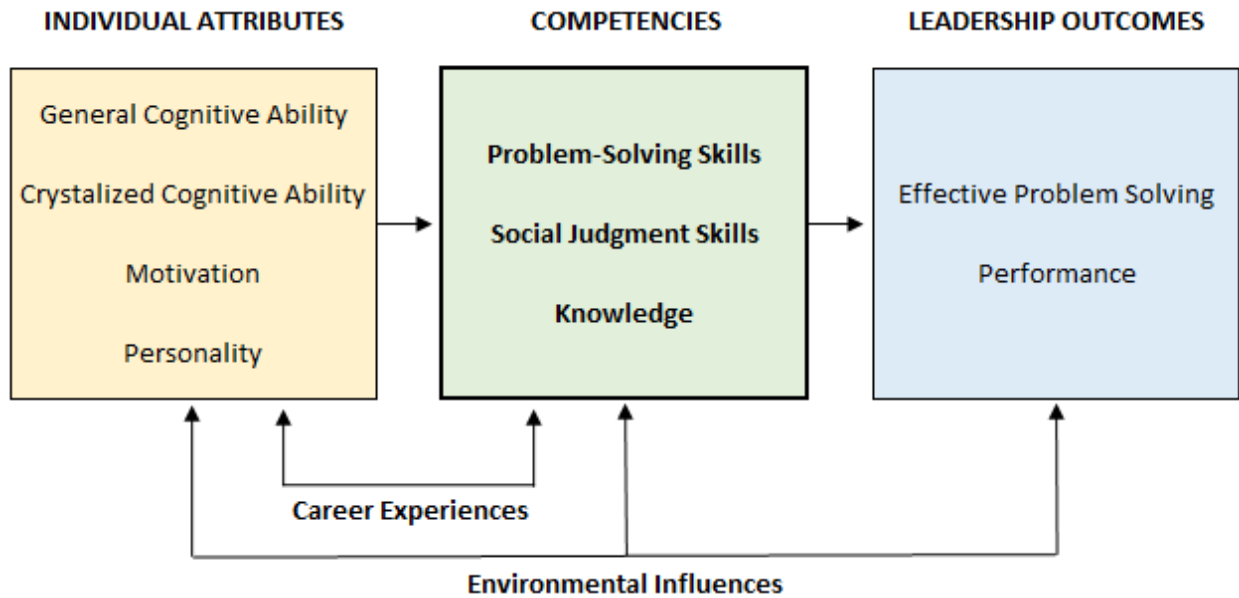 INDIVIDUAL ATTRIBUTES
General Cognitive Ability
Crystalized Cognitive Ability
Motivation
Personality
COMPETENCIES
Problem-Solving Skills
Social Judgment Skills
Knowledge
LEADERSHIP OUTCOMES
Effective Problem Solving
Performance
Career Experiences
Environmental Influences